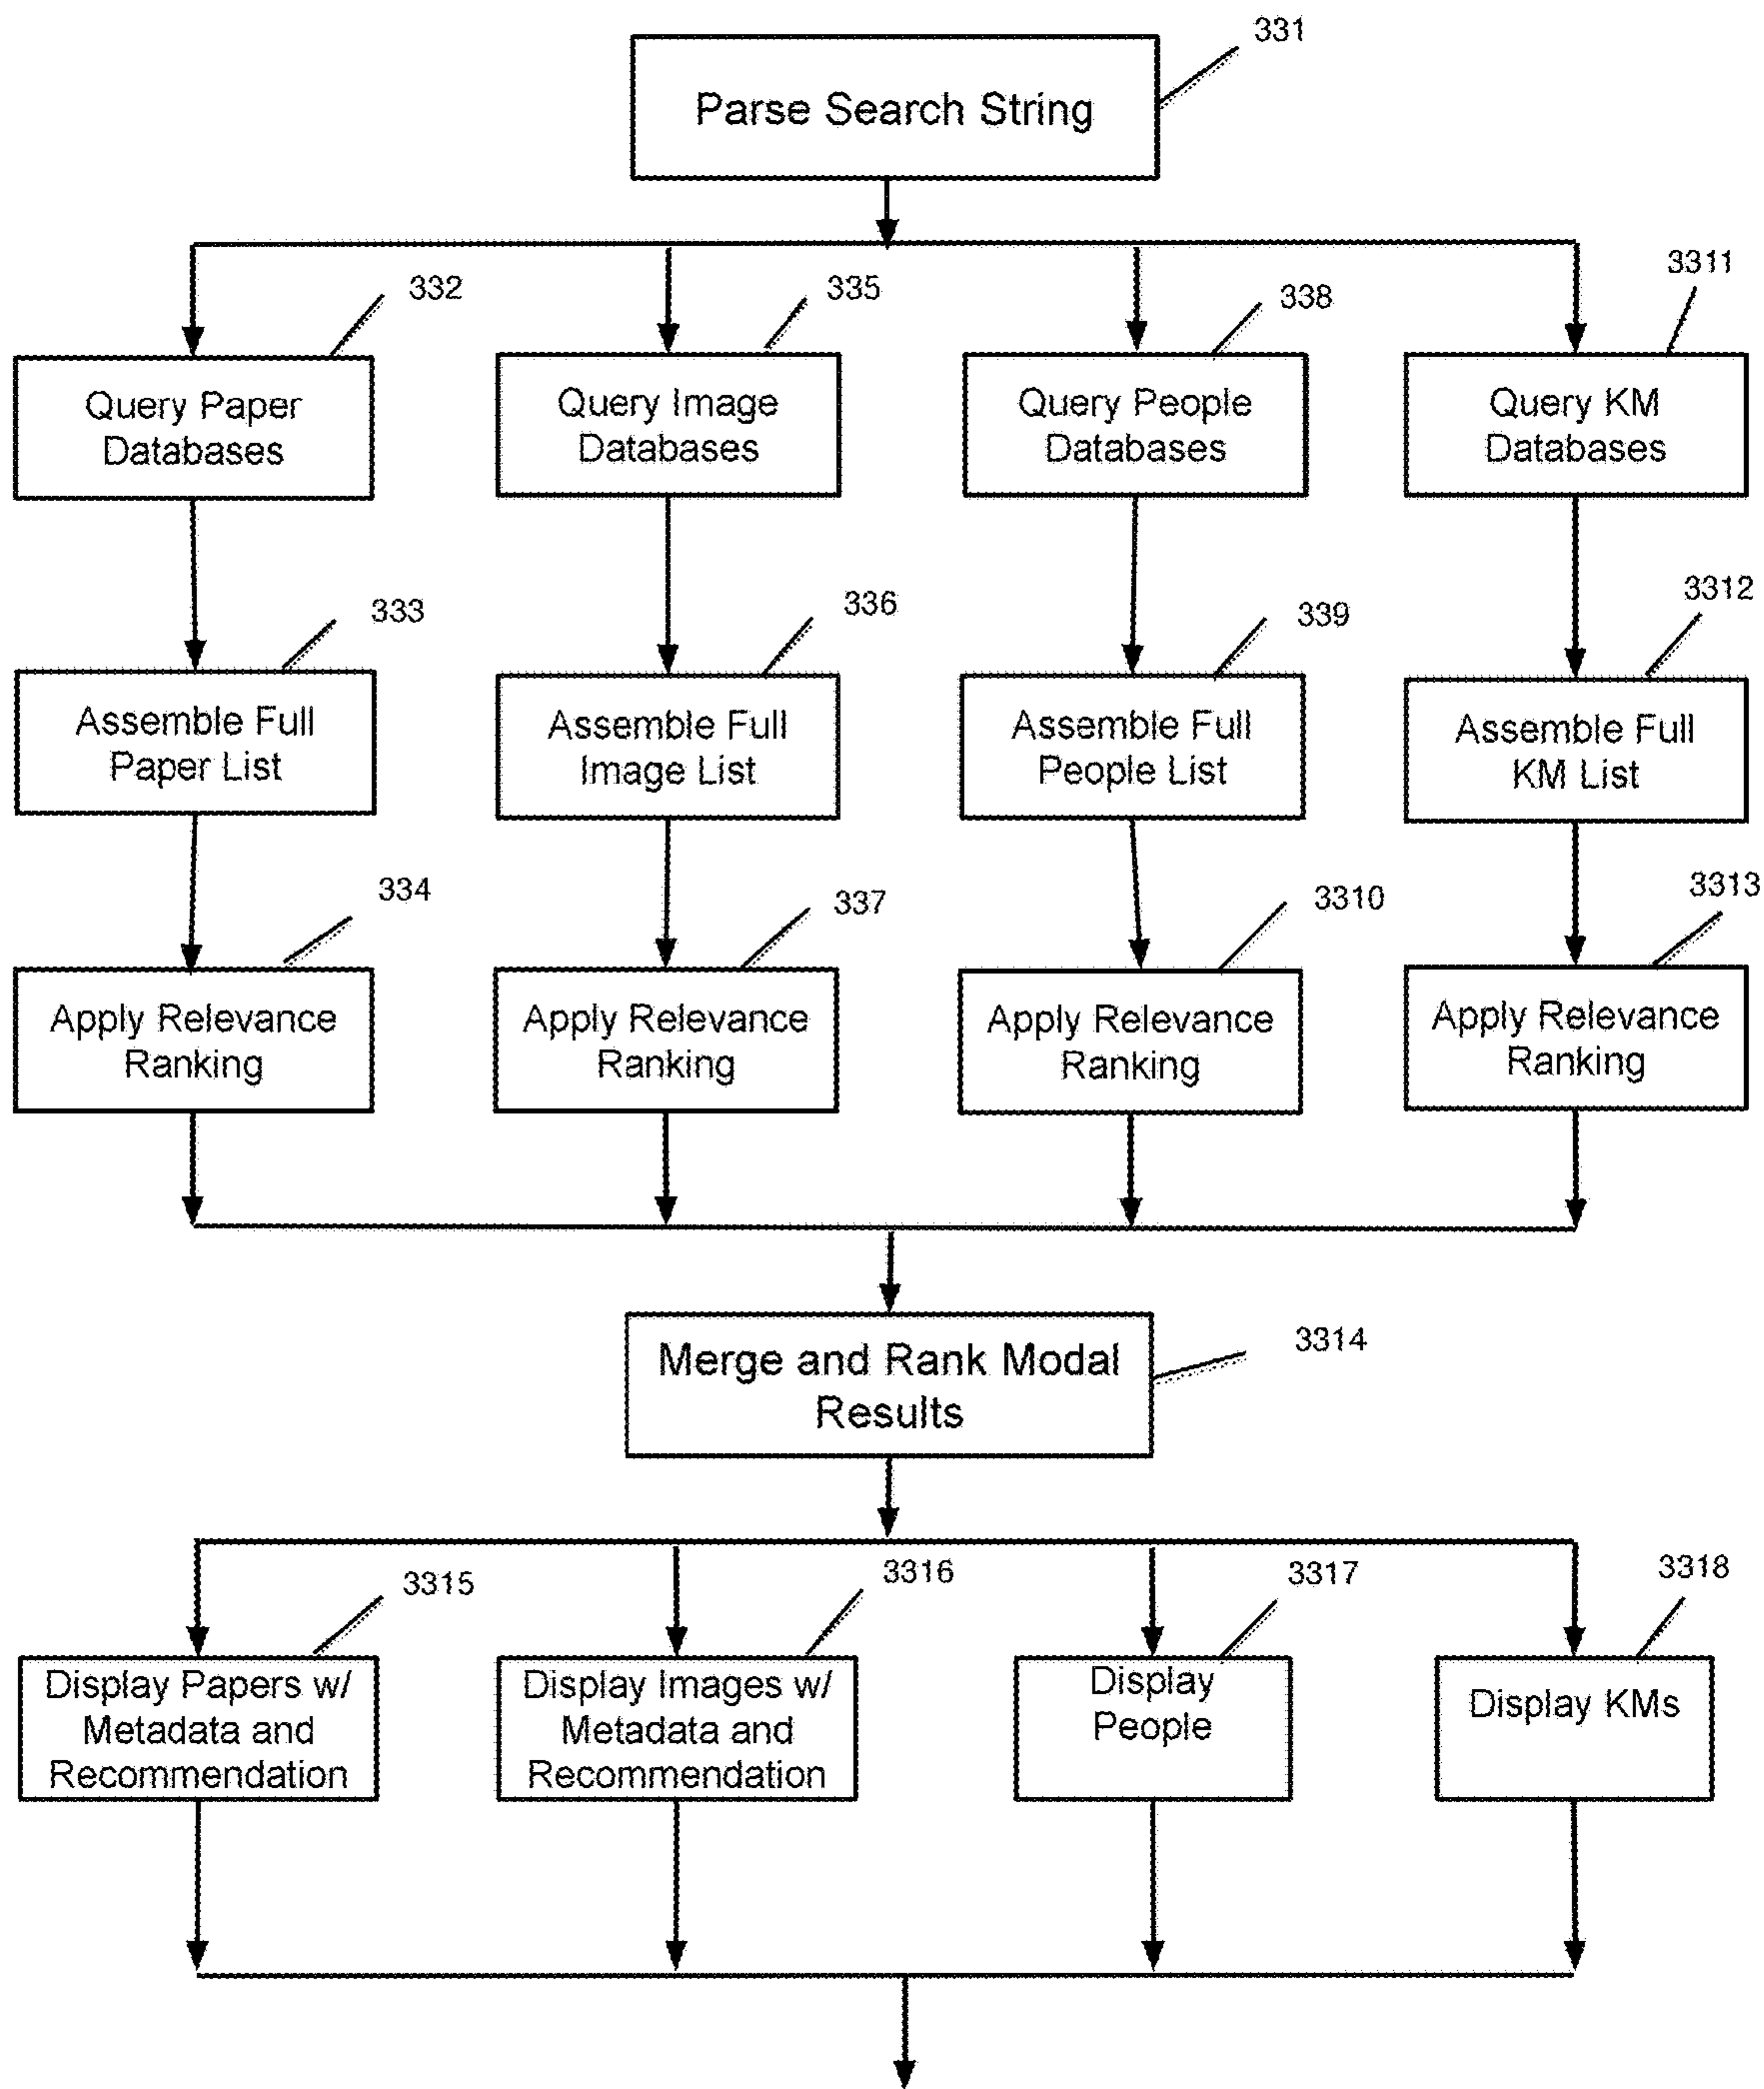 331
Parse Search String
332
335
338
3311
Query Paper
Databases
Query Image
Databases
Query People
Databases
Query KM
Databases
333
336
339
3312
Assemble Full
Paper List
Assemble Full
Image List
Assemble Full
People List
Assemble Full
KM List
334
337
3310
3313
Apply Relevance
Ranking
Apply Relevance
Ranking
Apply Relevance
Ranking
Apply Relevance
Ranking
Merge and Rank Modal
Results
3314
3315
3316
3317
3318
Display Papers w/
Metadata and
Recommendation
Display Images w/
Metadata and
Recommendation
Display
People
Display KMs